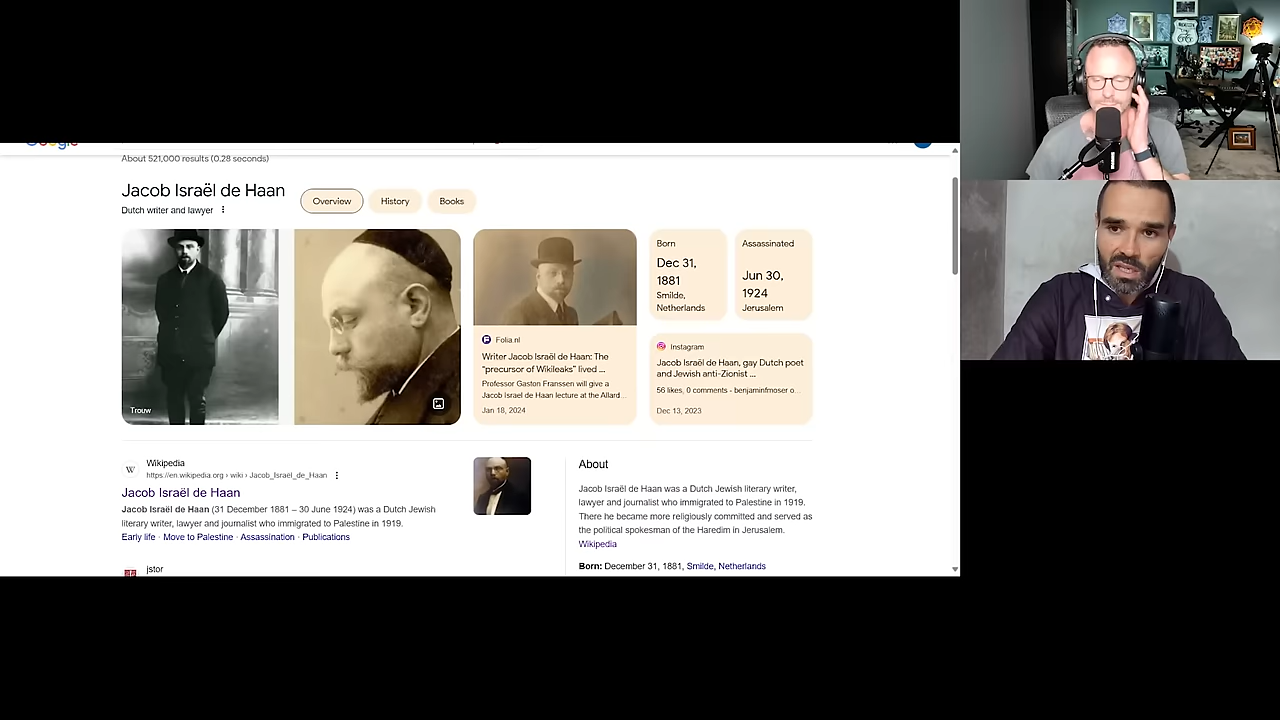 About 521,000 results (0.28 seconds)
Jacob Israël de Haan
Dutch writer and lawyer
Overview
History
Books
Trouw
Folia.nl
Writer Jacob Israël de Haan: The
"precursor of Wikileaks" lived ...
Professor Gaston Franssen will give a
Jacob Israel de Haan lecture at the Allard...
Jan 18, 2024
Born
Dec 31,
1881
Smilde,
Netherlands
Assassinated
Jun 30,
1924
Jerusalem
Instagram
Jacob Israël de Haan, gay Dutch poet
and Jewish anti-Zionist ...
56 likes, 0 comments - benjaminfmoser o...
Dec 13, 2023
W
Wikipedia
https://en.wikipedia.org › wiki › Jacob_Israël_de_Haan
Jacob Israël de Haan
Jacob Israël de Haan (31 December 1881 – 30 June 1924) was a Dutch Jewish
literary writer, lawyer and journalist who immigrated to Palestine in 1919.
Early life · Move to Palestine · Assassination · Publications
jstor
About
Jacob Israël de Haan was a Dutch Jewish literary writer,
lawyer and journalist who immigrated to Palestine in 1919.
There he became more religiously committed and served as
the political spokesman of the Haredim in Jerusalem.
Wikipedia
Born: December 31, 1881, Smilde, Netherlands